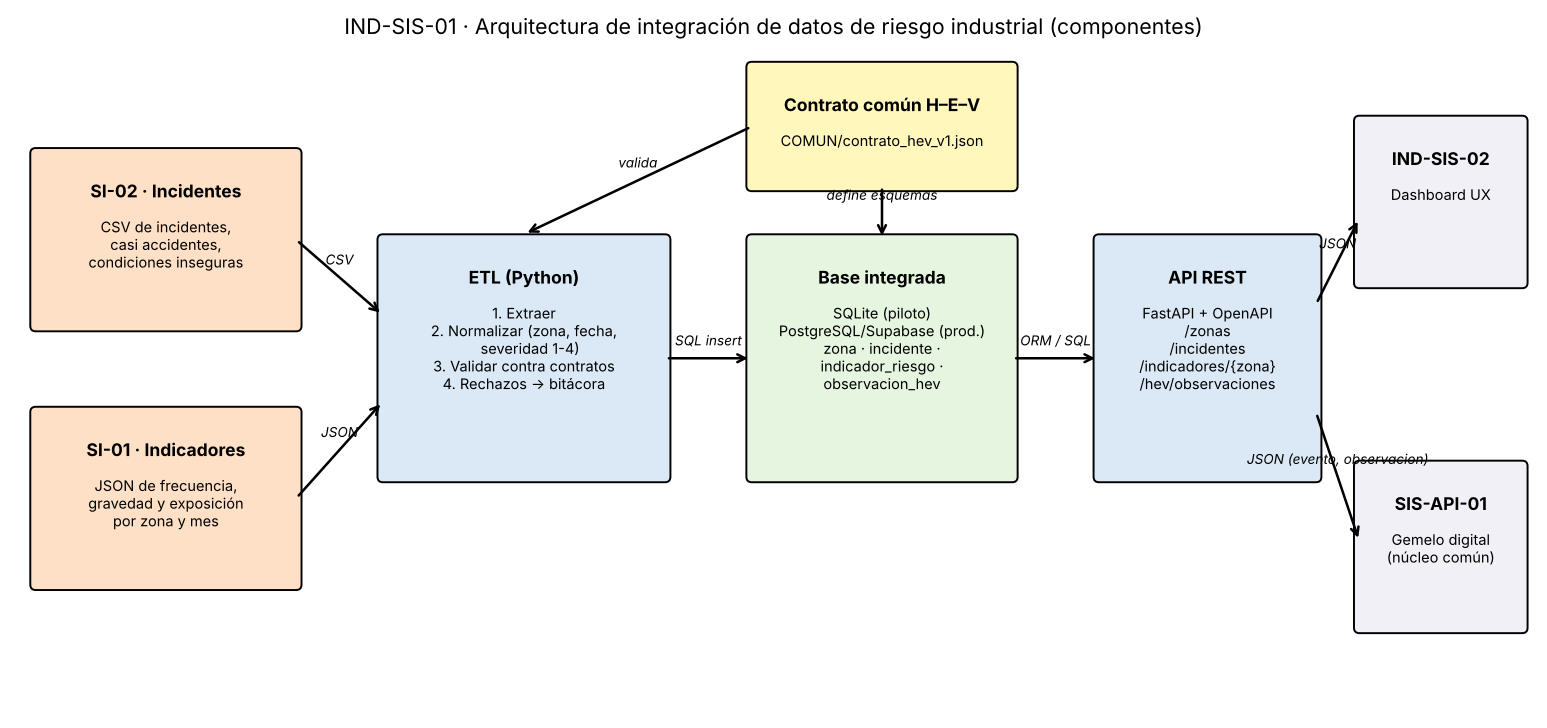 IND-SIS-01 · Arquitectura de integración de datos de riesgo industrial (componentes)
Contrato común H–E–V
COMUN/contrato_hev_v1.json
valida
define esquemas
SI-02 · Incidentes
CSV de incidentes,
casi accidentes,
condiciones inseguras
CSV
SI-01 · Indicadores
JSON de frecuencia,
gravedad y exposición
por zona y mes
JSON
ETL (Python)
1. Extraer
2. Normalizar (zona, fecha,
severidad 1-4)
3. Validar contra contratos
4. Rechazos → bitácora
SQL insert
Base integrada
SQLite (piloto)
PostgreSQL/Supabase (prod.)
zona · incidente ·
indicador_riesgo ·
observacion_hev
ORM / SQL
API REST
FastAPI + OpenAPI
/zonas
/incidentes
/indicadores/{zona}
/hev/observaciones
JSON
IND-SIS-02
Dashboard UX
JSON (evento, observacion)
SIS-API-01
Gemelo digital
(núcleo común)